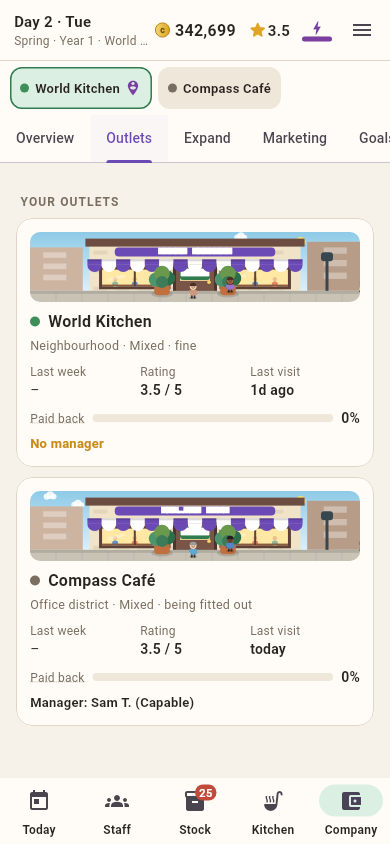 Day 2 · Tue
Spring · Year 1 · World ...
342,699
3.5
World Kitchen
Compass Café
Overview
Outlets
Expand
Marketing
Goals
YOUR OUTLETS
World Kitchen
Neighbourhood · Mixed · fine
Last week
Rating
Last visit
–
3.5 / 5
1d ago
Paid back
0%
No manager
Compass Café
Office district · Mixed · being fitted out
Last week
Rating
Last visit
–
3.5 / 5
today
Paid back
0%
Manager: Sam T. (Capable)
25
Today
Staff
Stock
Kitchen
Company